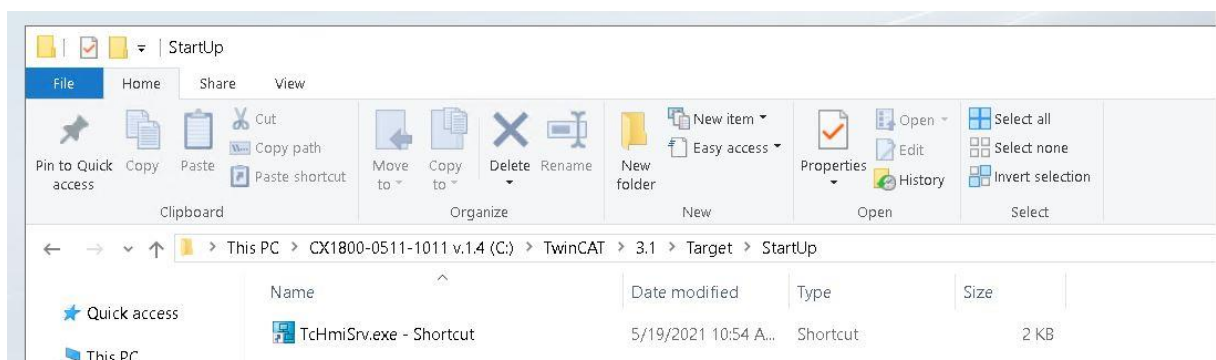 StartUp
File Home Share View
Pin to Quick access
Copy
Paste
Cut
Copy path
Paste shortcut
Clipboard
Move to
Copy to
Delete
Rename
Organize
New folder
New item
Easy access
New
Properties
Open
Edit
History
Open
Select all
Select none
Invert selection
Select
This PC > CX1800-0511-1011 v.1.4 (C:) > TwinCAT > 3.1 > Target > StartUp
Name Date modified Type Size
Quick access
TcHmiSrv.exe - Shortcut 5/19/2021 10:54 A... Shortcut 2 KB
This PC